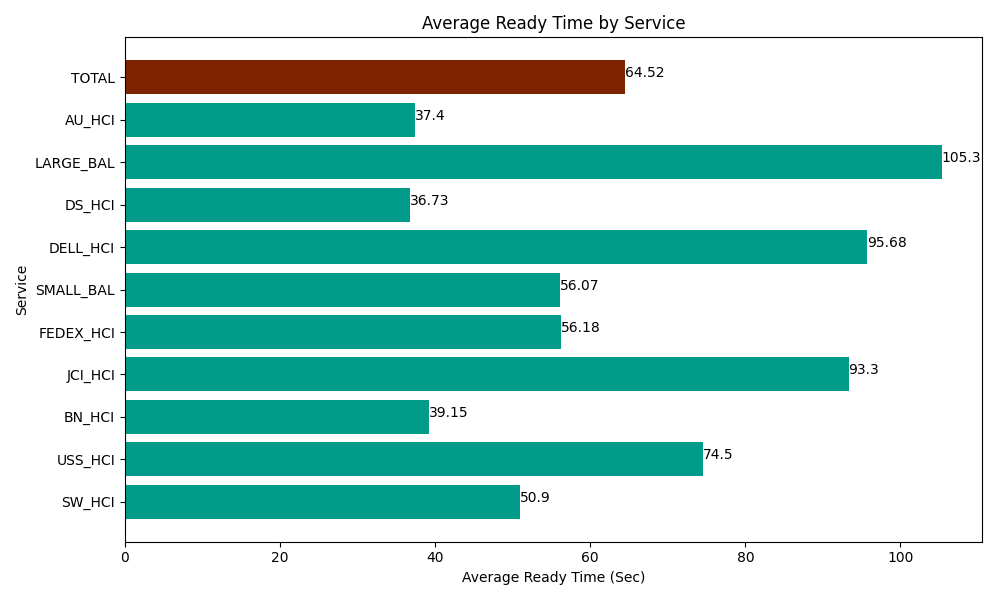 Average Ready Time by Service
TOTAL 64.52
AU_HCI 37.4
LARGE_BAL 105.3
DS_HCI 36.73
DELL_HCI 95.68
SMALL_BAL 56.07
FEDEX_HCI 56.18
JCI_HCI 93.3
BN_HCI 39.15
USS_HCI 74.5
SW_HCI 50.9
Service
0 20 40 60 80 100
Average Ready Time (Sec)